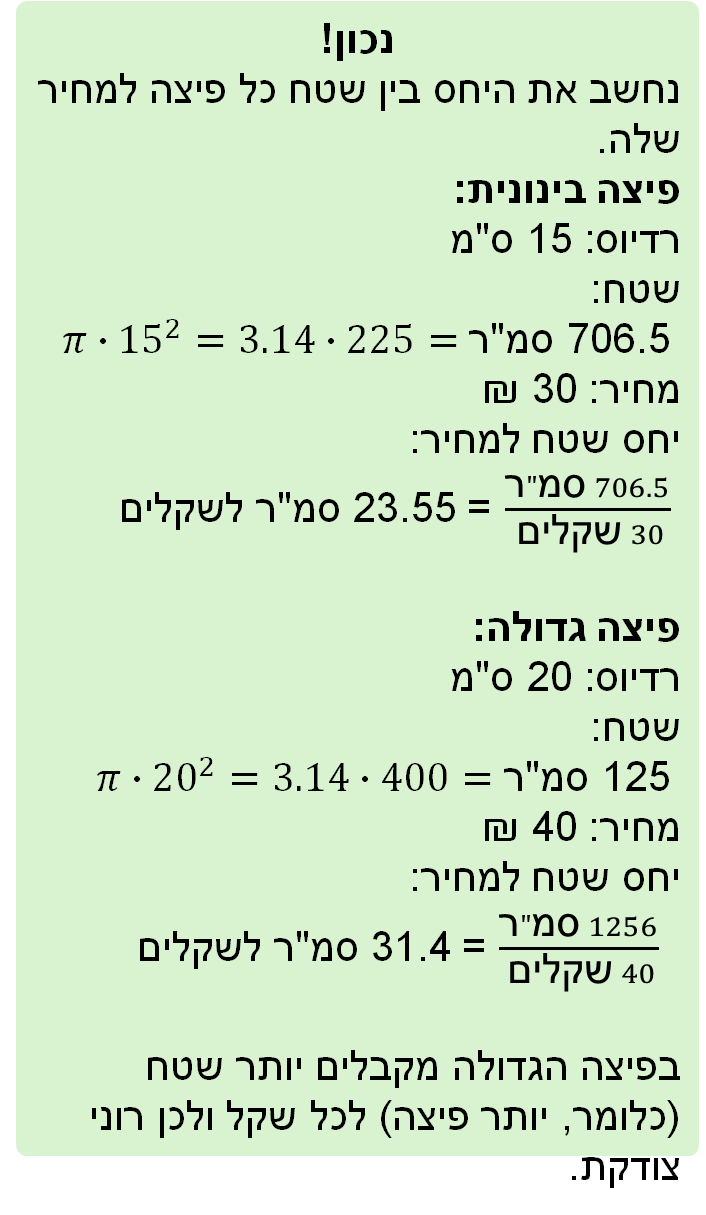 נכון!
נחשב את היחס בין שטח כל פיצה למחיר
שלה.
פיצה בינונית:
רדיוס: 15 ס"מ
שטח:
π · 15² = 3.14 · 225 = 706.5 סמ"ר
מחיר: 30 ₪
יחס שטח למחיר:
706.5 סמ"ר / 30 שקלים = 23.55 סמ"ר לשקלים
פיצה גדולה:
רדיוס: 20 ס"מ
שטח:
π · 20² = 3.14 · 400 = 125 סמ"ר
מחיר: 40 ₪
יחס שטח למחיר:
1256 סמ"ר / 40 שקלים = 31.4 סמ"ר לשקלים
בפיצה הגדולה מקבלים יותר שטח
(כלומר, יותר פיצה) לכל שקל ולכן רוני
צודקת.